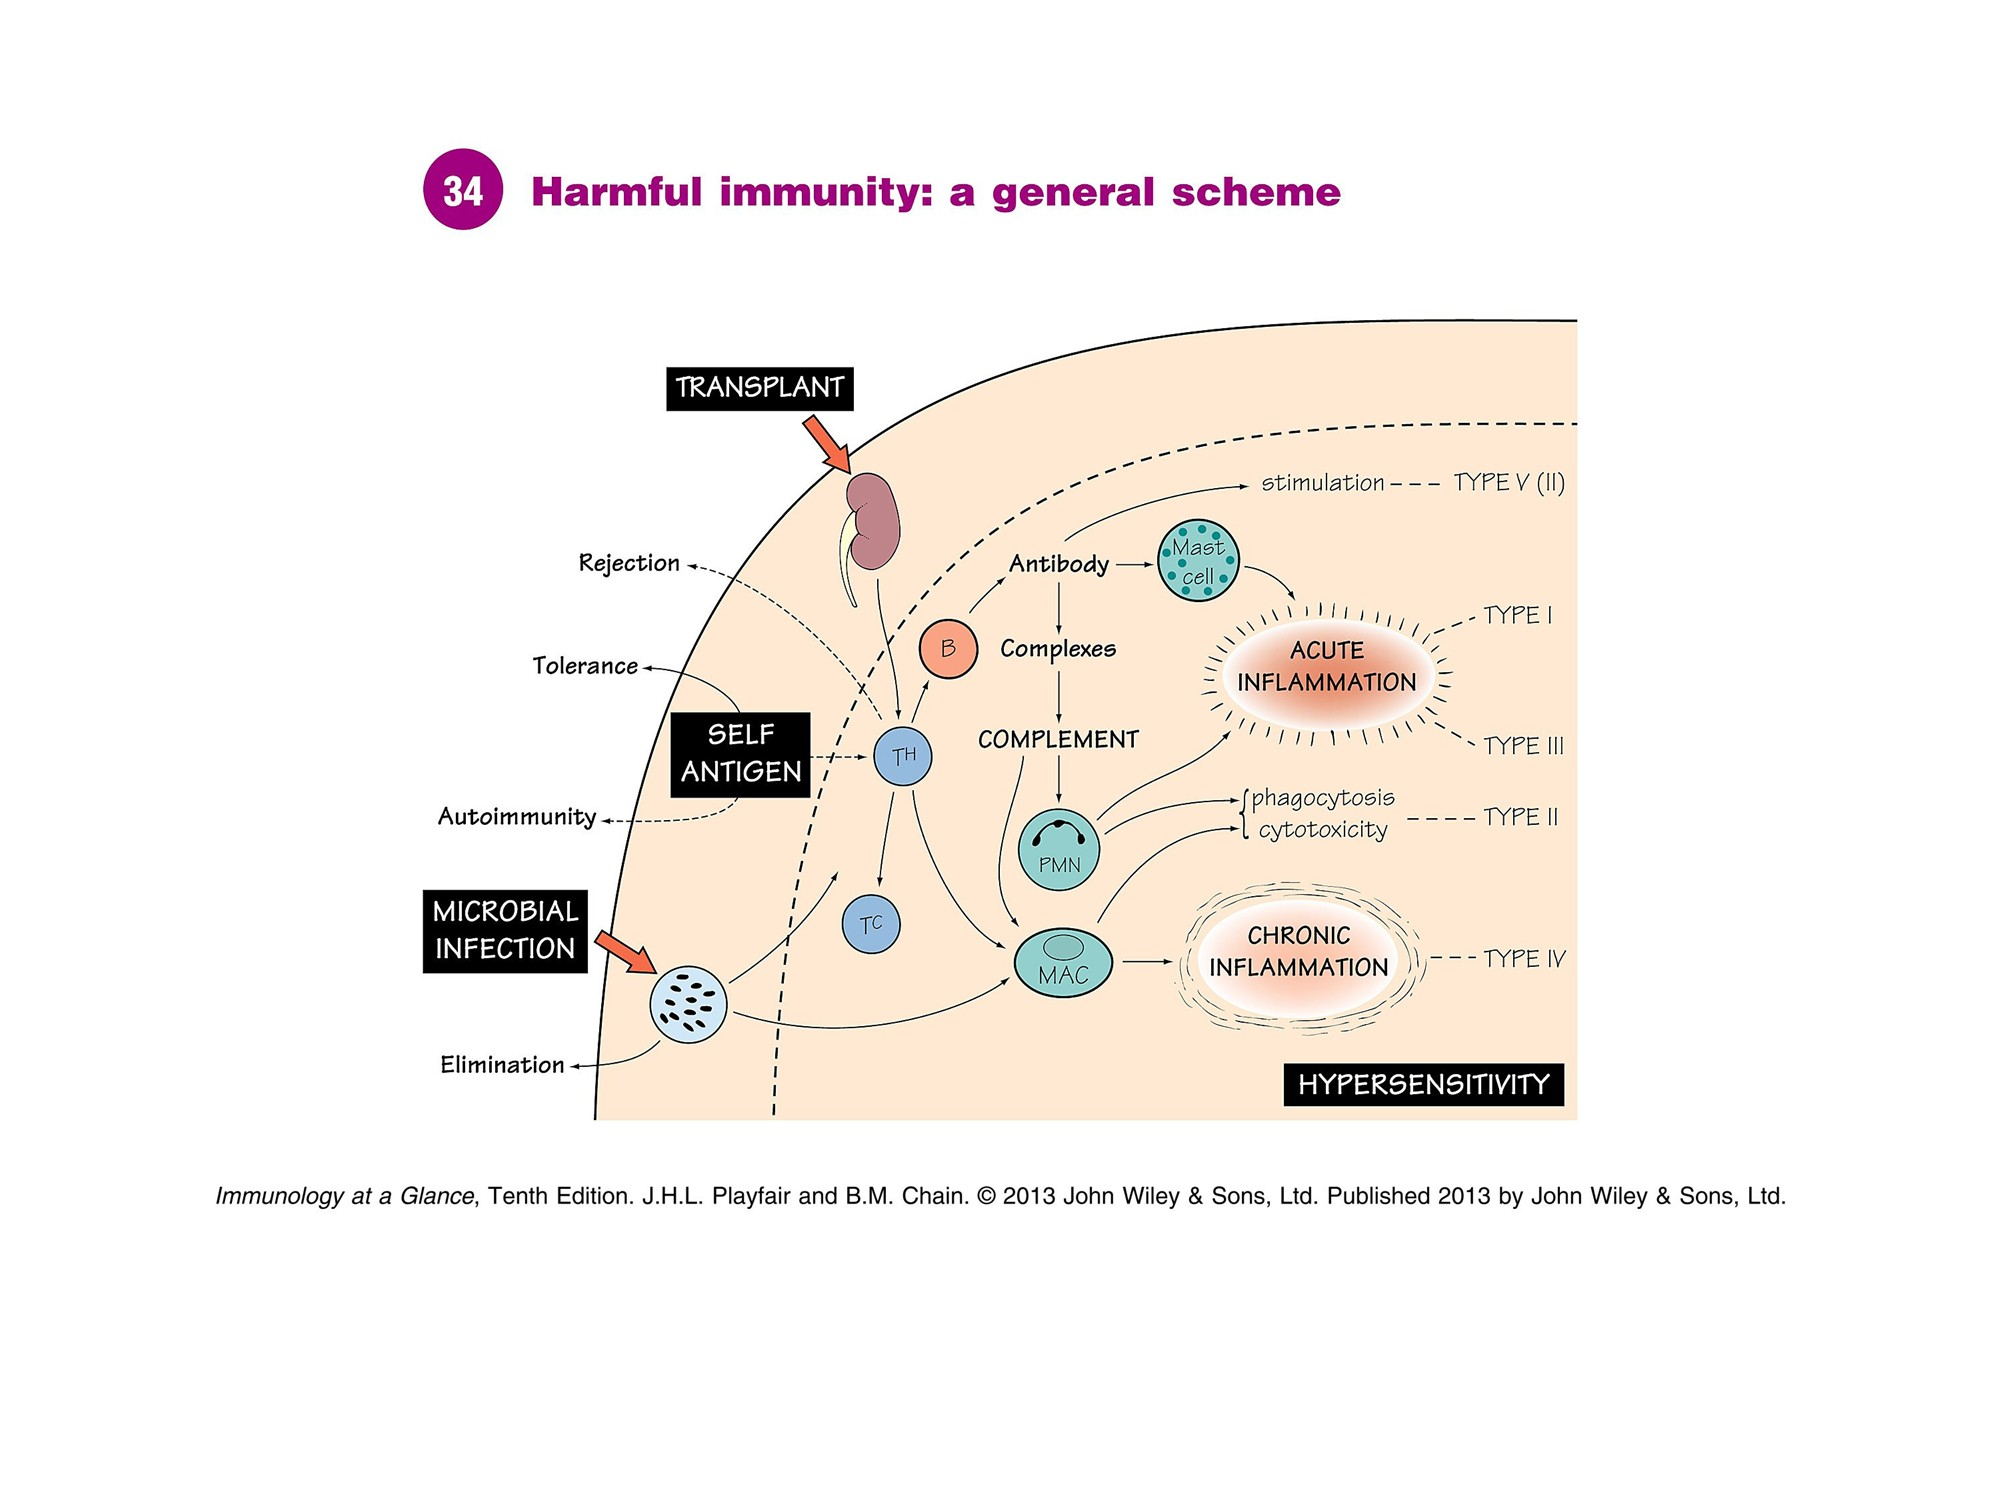 34 Harmful immunity: a general scheme
TRANSPLANT
stimulation
TYPE V (II)
Rejection
Antibody
Mast
cell
TYPE I
B
Complexes
ACUTE
INFLAMMATION
Tolerance
SELF
ANTIGEN
TH
COMPLEMENT
TYPE III
phagocytosis
cytotoxicity
TYPE II
Autoimmunity
PMN
MICROBIAL
INFECTION
TC
CHRONIC
INFLAMMATION
TYPE IV
MAC
Elimination
HYPERSENSITIVITY
Immunology at a Glance, Tenth Edition. J.H.L. Playfair and B.M. Chain. © 2013 John Wiley & Sons, Ltd. Published 2013 by John Wiley & Sons, Ltd.